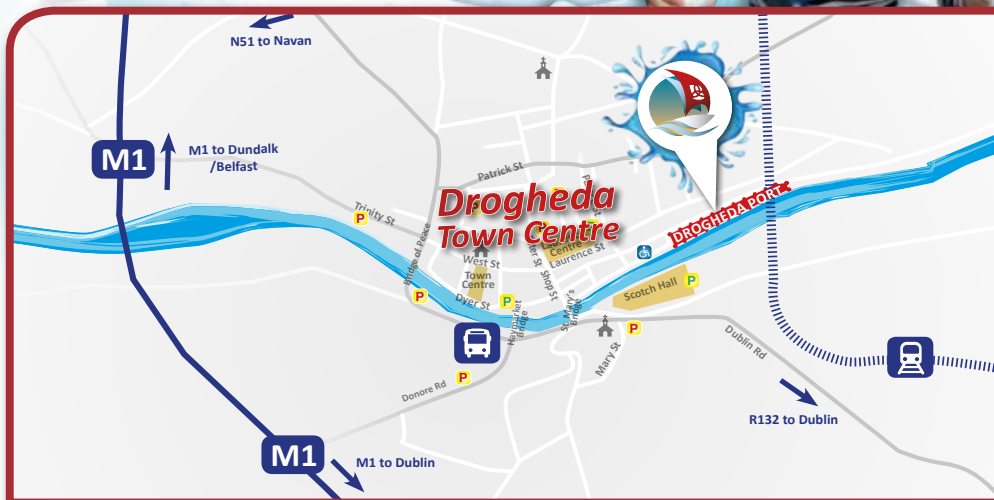 N51 to Navan
M1
M1 to Dundalk
/Belfast
Patrick St
Trinity St
Drogheda
Town Centre
DROGHEDA PORT
Bridge of Peace
West St
Town
Centre
Dyer St
Shop St
Centre
Laurence St
P
P
P
P
P
P
Haymarket
Bridge
St. Mary's
Bridge
Scotch Hall
Mary St
Dublin Rd
Donore Rd
R132 to Dublin
M1
M1 to Dublin